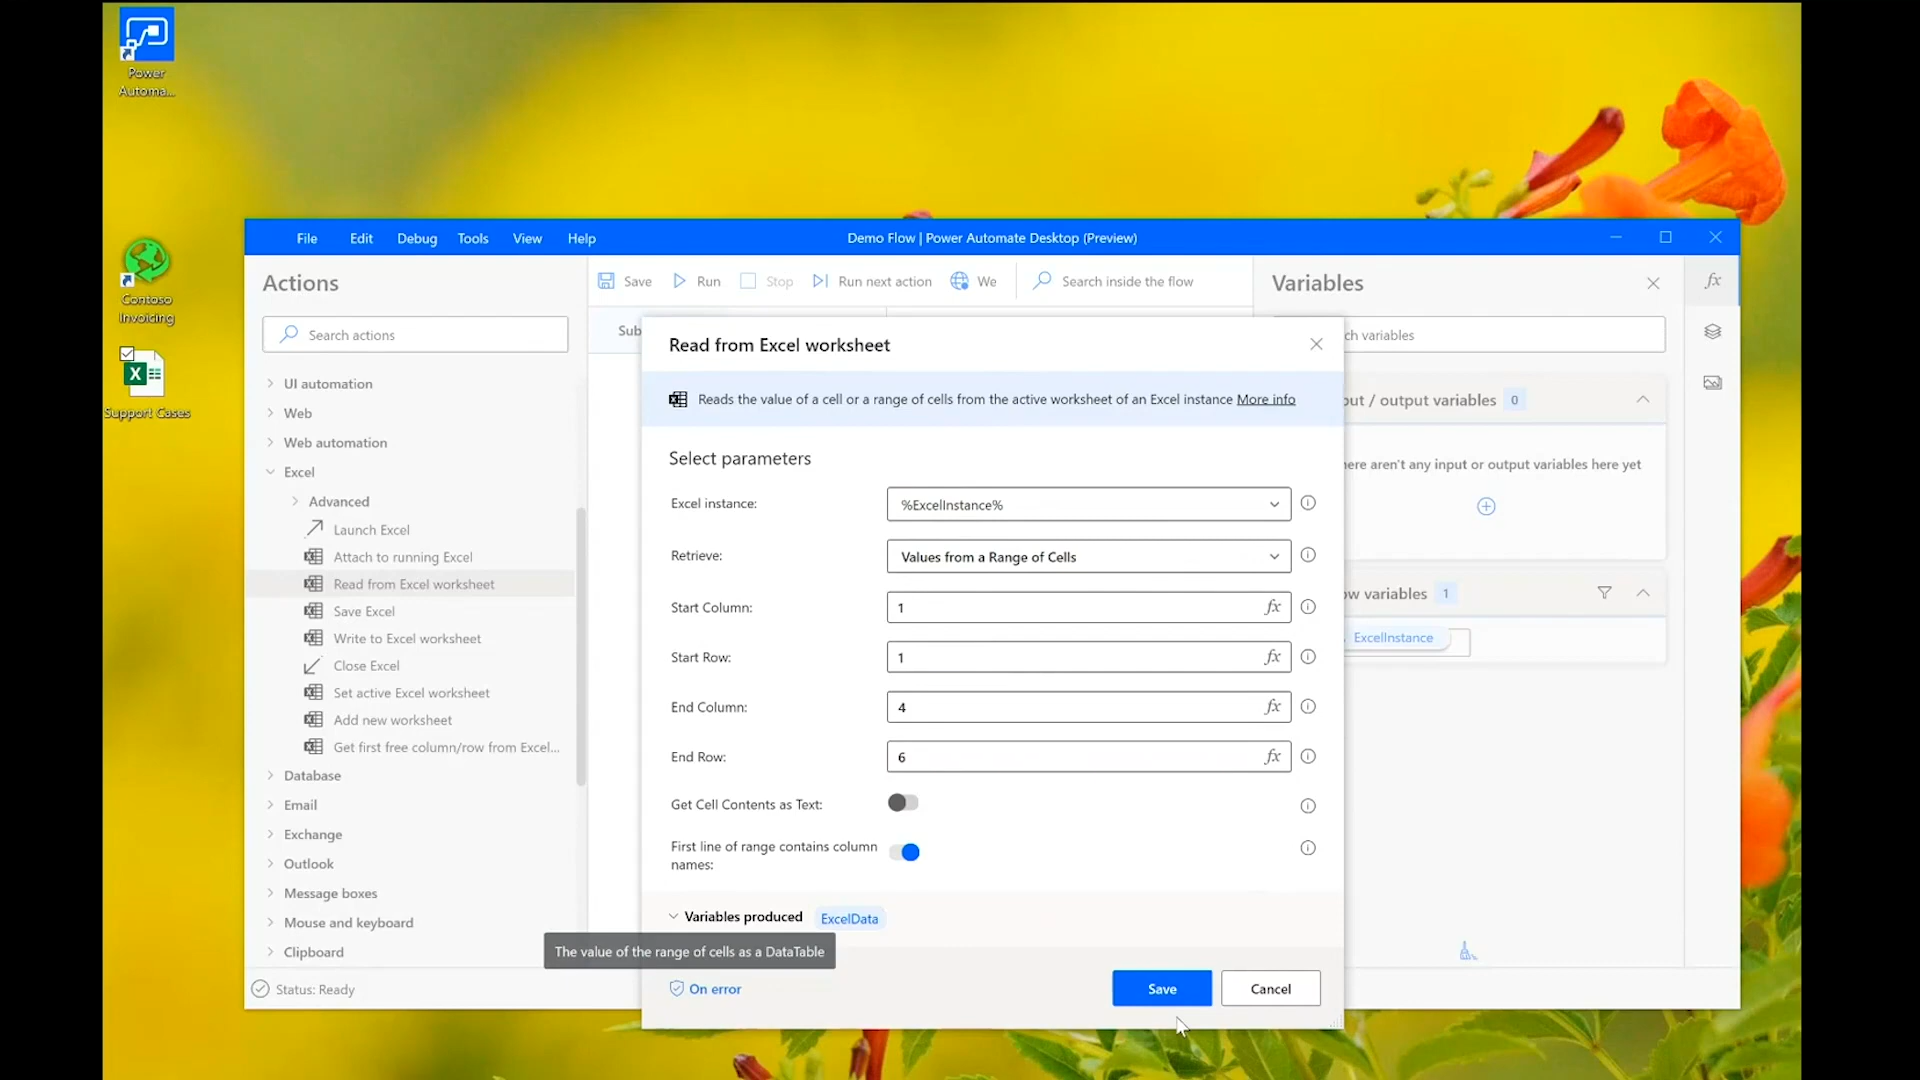 Power
Automa...
Contoso
Invoicing
Support Cases
File
Edit
Debug
Tools
View
Help
Demo Flow | Power Automate Desktop (Preview)
Actions
Search actions
UI automation
Web
Web automation
Excel
Advanced
Launch Excel
Attach to running Excel
Read from Excel worksheet
Save Excel
Write to Excel worksheet
Close Excel
Set active Excel worksheet
Add new worksheet
Get first free column/row from Excel...
Database
Email
Exchange
Outlook
Message boxes
Mouse and keyboard
Clipboard
Status: Ready
Save
Run
Stop
Run next action
We
Search inside the flow
Sub
Read from Excel worksheet
Reads the value of a cell or a range of cells from the active worksheet of an Excel instance More info
Select parameters
Excel instance:
%ExcelInstance%
Retrieve:
Values from a Range of Cells
Start Column:
1
fx
Start Row:
1
fx
End Column:
4
fx
End Row:
6
fx
Get Cell Contents as Text:
First line of range contains column
names:
Variables produced
ExcelData
The value of the range of cells as a DataTable
On error
Save
Cancel
Variables
fx
ch variables
out / output variables 0
here aren't any input or output variables here yet
ow variables 1
ExcelInstance